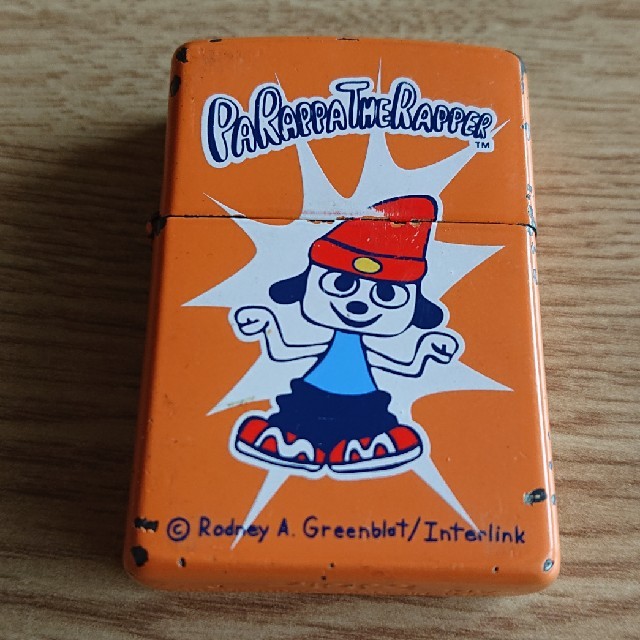 PARAPPA THE RAPPER
TM
© Rodney A. Greenblat/Interlink